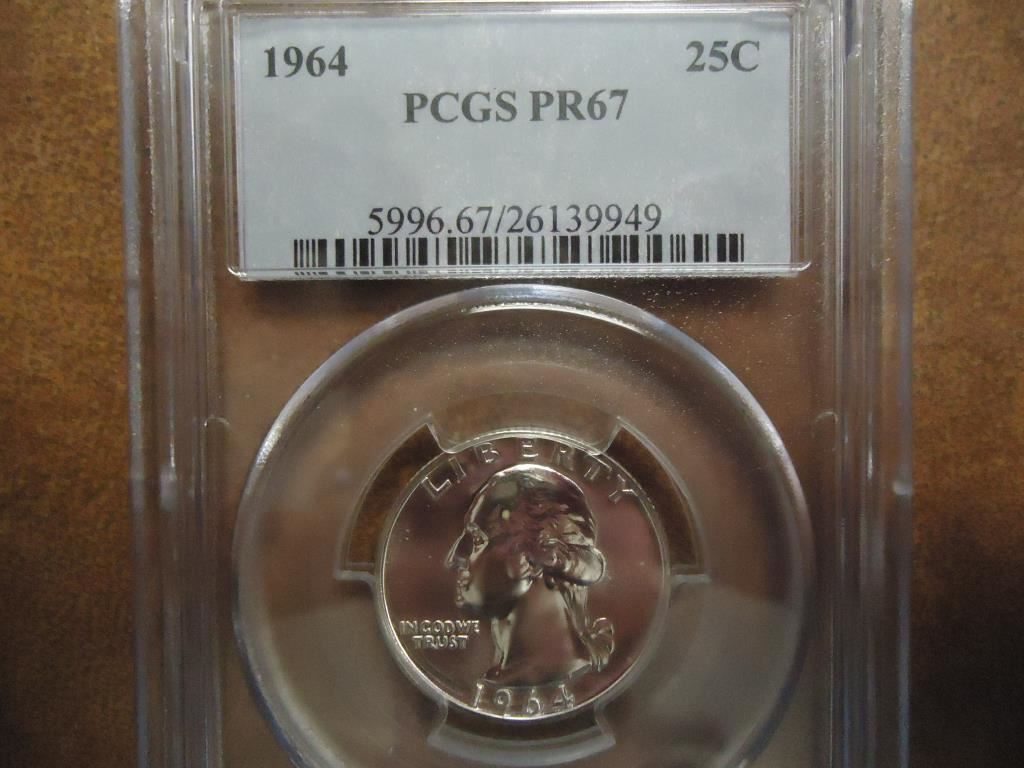 1964 25C
PCGS PR67
5996.67/26139949
LIBERTY
IN GOD WE
TRUST
1964